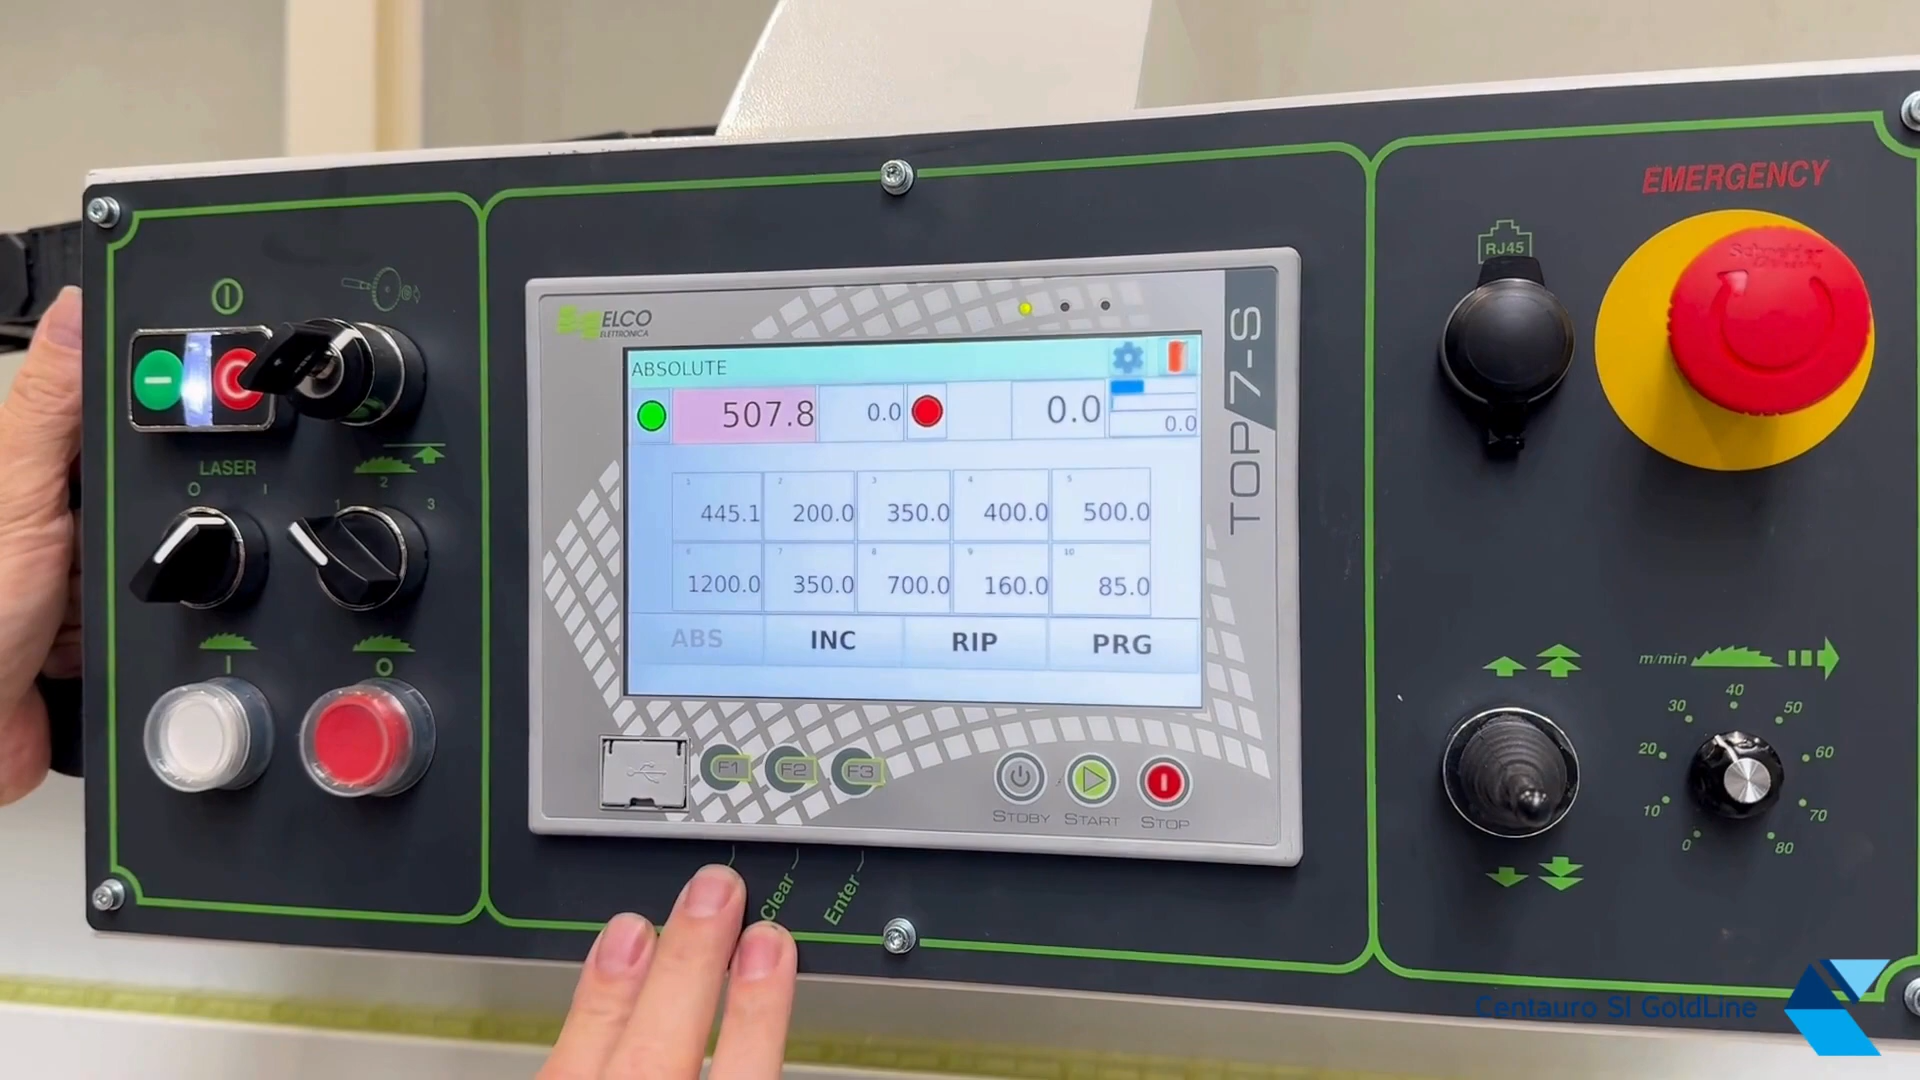 EMERGENCY
RJ45
ELCO
ELETTRONICA
TOP/7-S
ABSOLUTE
507.8
0.0
0.0
0.0
1
2
3
4
5
445.1
200.0
350.0
400.0
500.0
6
7
8
9
10
1200.0
350.0
700.0
160.0
85.0
ABS
INC
RIP
PRG
LASER
O
I
1
2
3
I
O
F1
F2
F3
STDBY
START
STOP
Clear
Enter
m/min
0
10
20
30
40
50
60
70
80
Centauro SI GoldLine